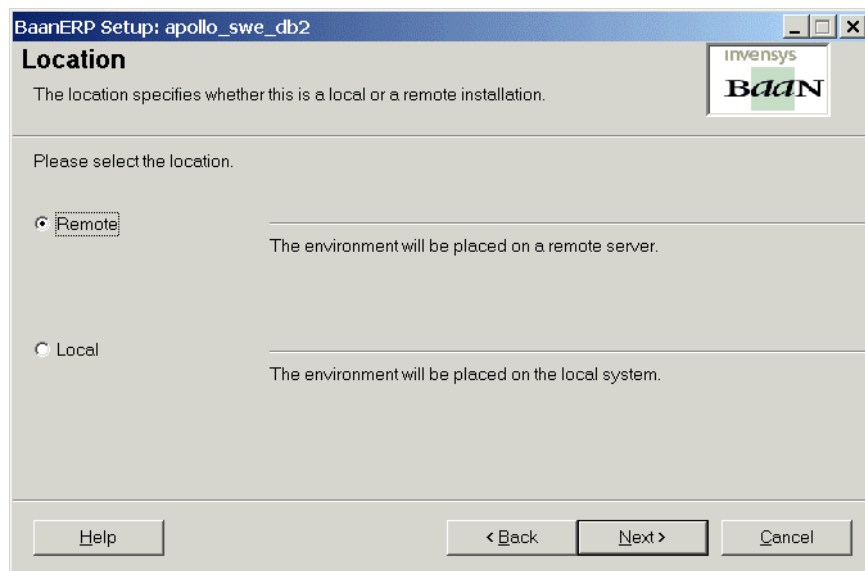 BaanERP Setup: apollo_swe_db2
Location
The location specifies whether this is a local or a remote installation.
invensys
BaaN
Please select the location.
Remote
The environment will be placed on a remote server.
Local
The environment will be placed on the local system.
Help
< Back
Next >
Cancel